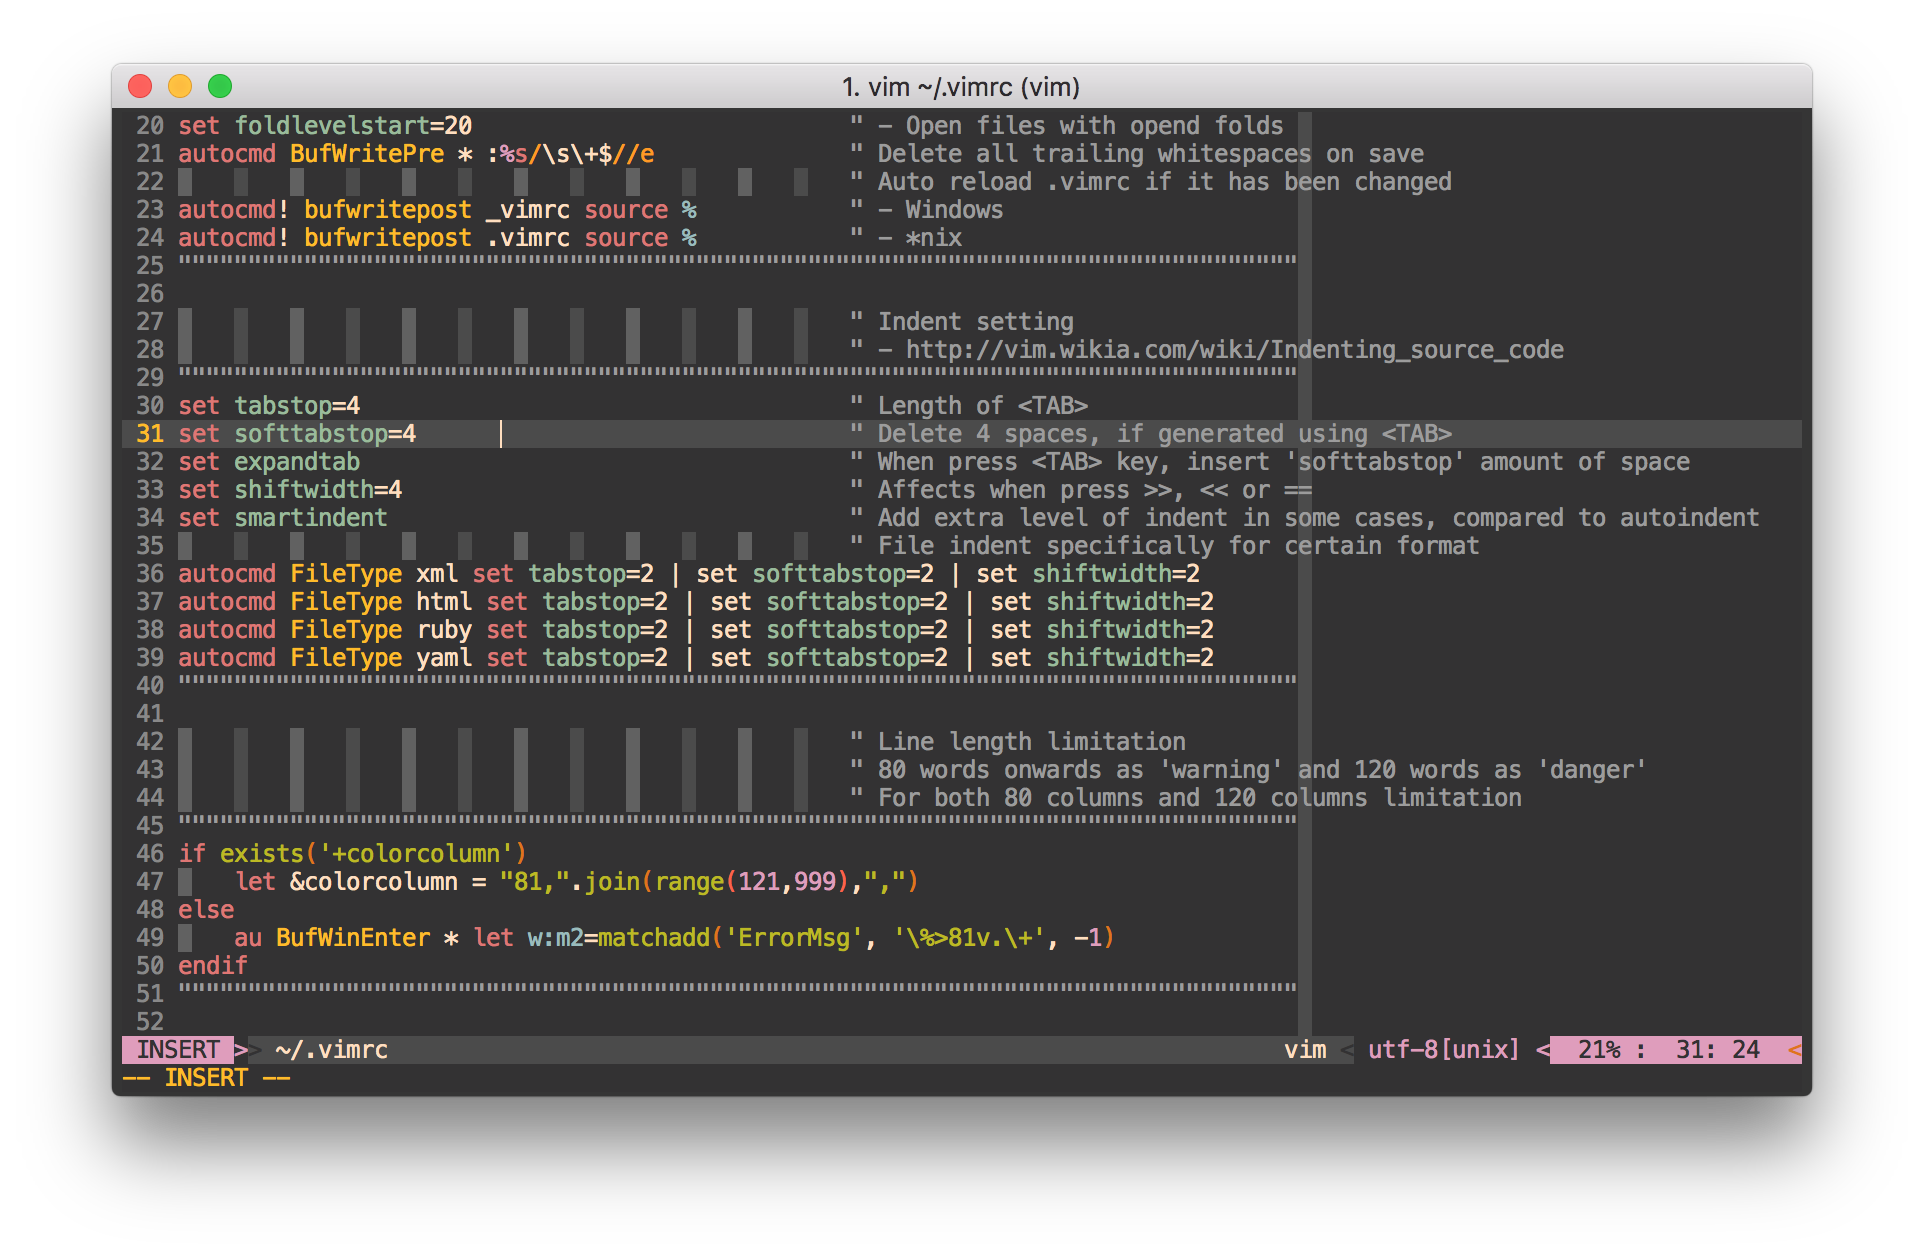 1. vim ~/.vimrc (vim)
20 set foldlevelstart=20 " - Open files with opend folds
21 autocmd BufWritePre * :%s/\s\+$//e " Delete all trailing whitespaces on save
22 " Auto reload .vimrc if it has been changed
23 autocmd! bufwritepost _vimrc source % " - Windows
24 autocmd! bufwritepost .vimrc source % " - *nix
25 """"""""""""""""""""""""""""""""""""""""""""""""""""""""""""""""""""""""""""""""
26
27 " Indent setting
28 " - http://vim.wikia.com/wiki/Indenting_source_code
29 """"""""""""""""""""""""""""""""""""""""""""""""""""""""""""""""""""""""""""""""
30 set tabstop=4 " Length of <TAB>
31 set softtabstop=4 " Delete 4 spaces, if generated using <TAB>
32 set expandtab " When press <TAB> key, insert 'softtabstop' amount of space
33 set shiftwidth=4 " Affects when press >>, << or ==
34 set smartindent " Add extra level of indent in some cases, compared to autoindent
35 " File indent specifically for certain format
36 autocmd FileType xml set tabstop=2 | set softtabstop=2 | set shiftwidth=2
37 autocmd FileType html set tabstop=2 | set softtabstop=2 | set shiftwidth=2
38 autocmd FileType ruby set tabstop=2 | set softtabstop=2 | set shiftwidth=2
39 autocmd FileType yaml set tabstop=2 | set softtabstop=2 | set shiftwidth=2
40 """"""""""""""""""""""""""""""""""""""""""""""""""""""""""""""""""""""""""""""""
41
42 " Line length limitation
43 " 80 words onwards as 'warning' and 120 words as 'danger'
44 " For both 80 columns and 120 columns limitation
45 """"""""""""""""""""""""""""""""""""""""""""""""""""""""""""""""""""""""""""""""
46 if exists('+colorcolumn')
47 let &colorcolumn = "81,".join(range(121,999),",")
48 else
49 au BufWinEnter * let w:m2=matchadd('ErrorMsg', '\%>81v.\+', -1)
50 endif
51 """"""""""""""""""""""""""""""""""""""""""""""""""""""""""""""""""""""""""""""""
52
INSERT >> ~/.vimrc vim < utf-8[unix] < 21% : 31: 24 <
-- INSERT --